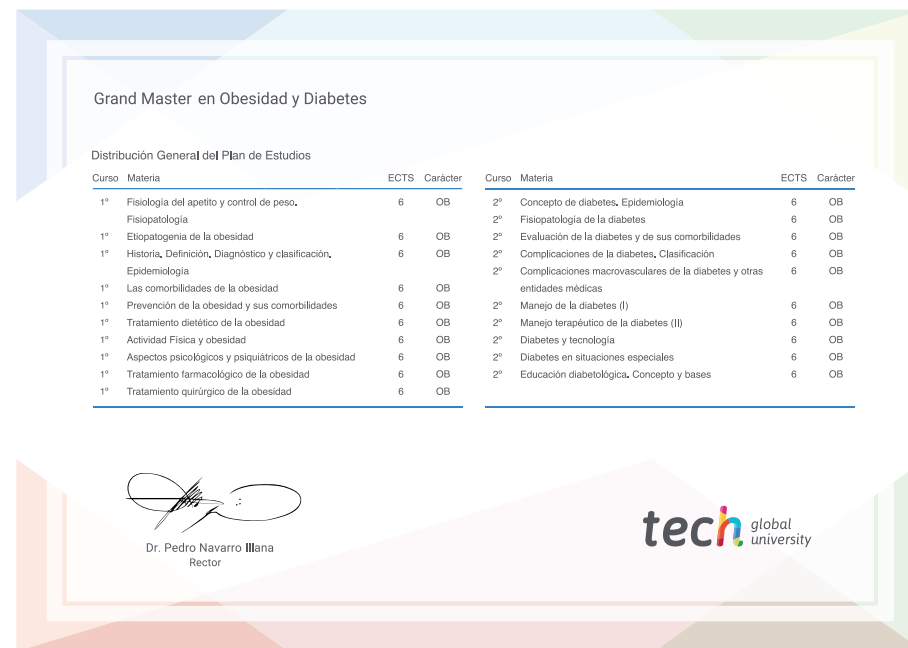 Grand Master en Obesidad y Diabetes
Distribución General del Plan de Estudios
Curso Materia ECTS Carácter
1º Fisiología del apetito y control de peso. 6 OB
Fisiopatología
1º Etiopatogenia de la obesidad 6 OB
1º Historia, Definición, Diagnóstico y clasificación. 6 OB
Epidemiología
1º Las comorbilidades de la obesidad 6 OB
1º Prevención de la obesidad y sus comorbilidades 6 OB
1º Tratamiento dietético de la obesidad 6 OB
1º Actividad Física y obesidad 6 OB
1º Aspectos psicológicos y psiquiátricos de la obesidad 6 OB
1º Tratamiento farmacológico de la obesidad 6 OB
1º Tratamiento quirúrgico de la obesidad 6 OB
Curso Materia ECTS Carácter
2º Concepto de diabetes. Epidemiología 6 OB
2º Fisiopatología de la diabetes 6 OB
2º Evaluación de la diabetes y de sus comorbilidades 6 OB
2º Complicaciones de la diabetes. Clasificación 6 OB
2º Complicaciones macrovasculares de la diabetes y otras 6 OB
entidades médicas
2º Manejo de la diabetes (I) 6 OB
2º Manejo terapéutico de la diabetes (II) 6 OB
2º Diabetes y tecnología 6 OB
2º Diabetes en situaciones especiales 6 OB
2º Educación diabetológica. Concepto y bases 6 OB
Dr. Pedro Navarro Illana
Rector
tech global
university